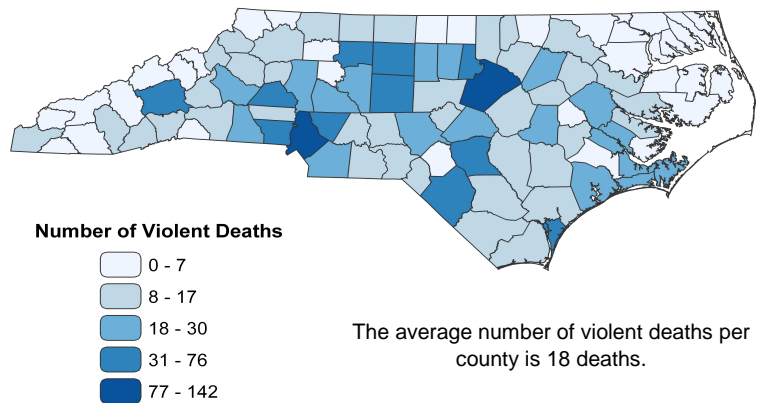 Number of Violent Deaths
0 - 7
8 - 17
18 - 30
31 - 76
77 - 142
The average number of violent deaths per
county is 18 deaths.